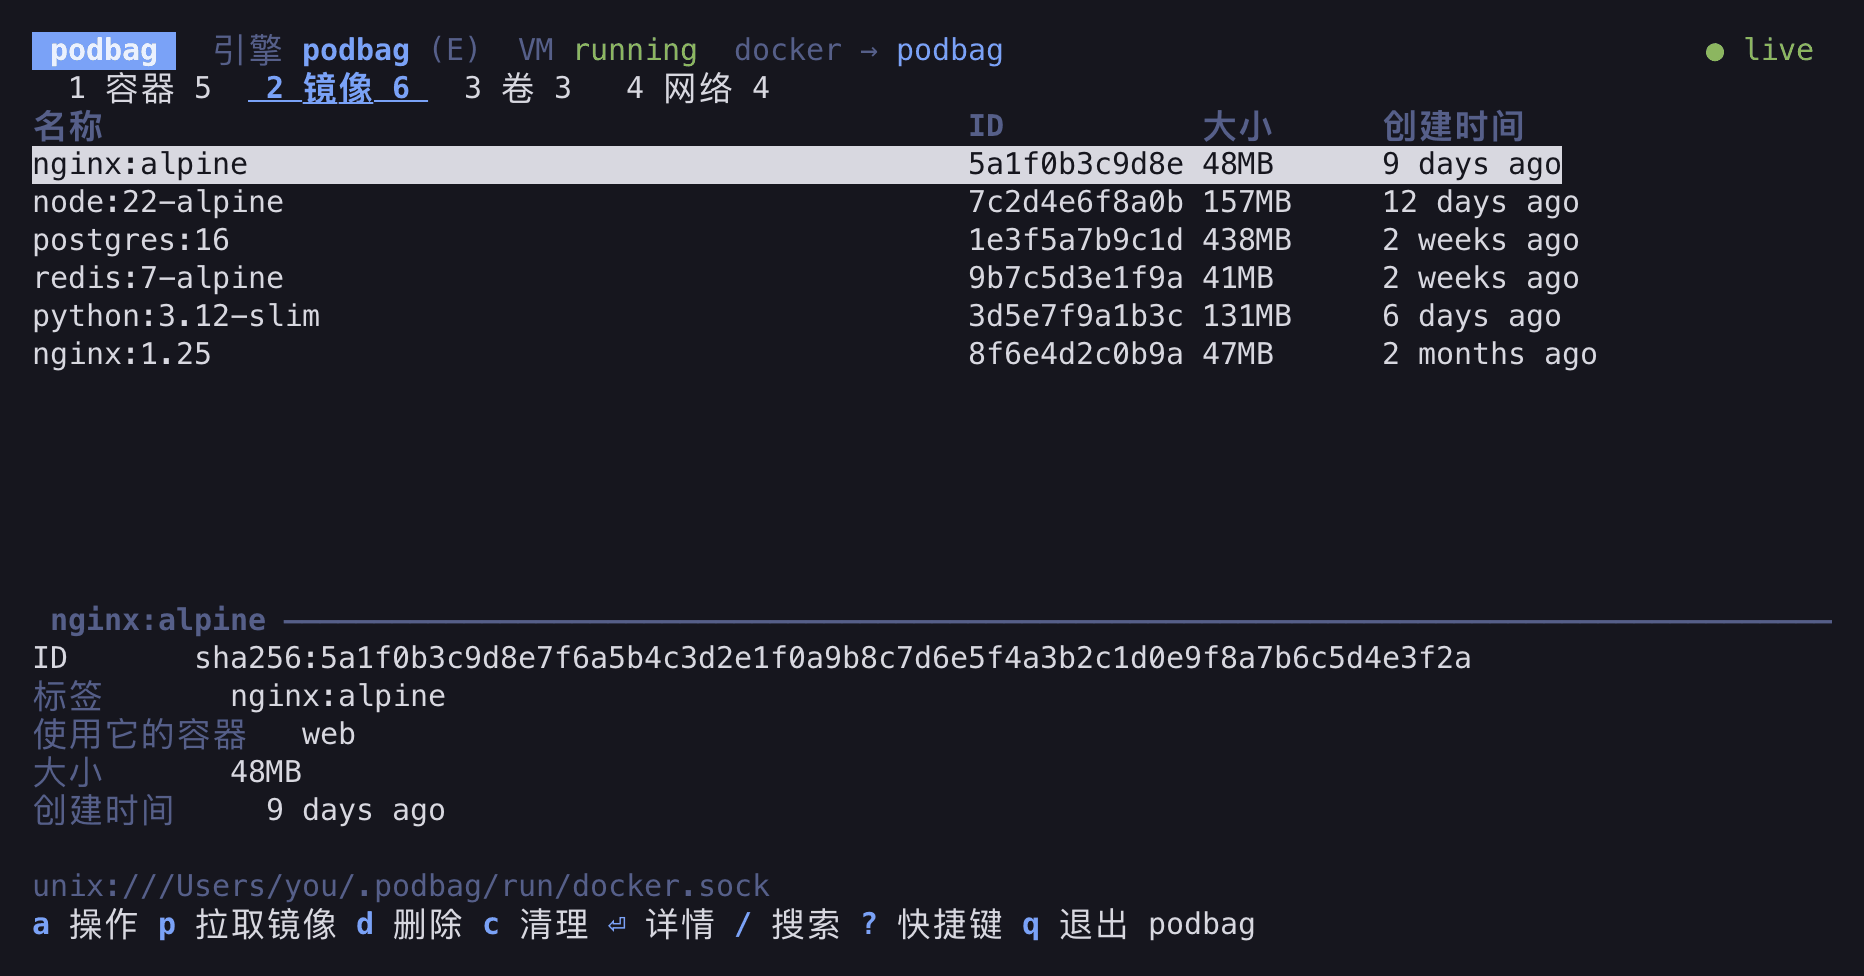 podbag 引擎 podbag (E) VM running docker → podbag ● live
1 容器 5 2 镜像 6 3 卷 3 4 网络 4
名称 ID 大小 创建时间
nginx:alpine 5a1f0b3c9d8e 48MB 9 days ago
node:22-alpine 7c2d4e6f8a0b 157MB 12 days ago
postgres:16 1e3f5a7b9c1d 438MB 2 weeks ago
redis:7-alpine 9b7c5d3e1f9a 41MB 2 weeks ago
python:3.12-slim 3d5e7f9a1b3c 131MB 6 days ago
nginx:1.25 8f6e4d2c0b9a 47MB 2 months ago
nginx:alpine
ID sha256:5a1f0b3c9d8e7f6a5b4c3d2e1f0a9b8c7d6e5f4a3b2c1d0e9f8a7b6c5d4e3f2a
标签 nginx:alpine
使用它的容器 web
大小 48MB
创建时间 9 days ago
unix:///Users/you/.podbag/run/docker.sock
a 操作 p 拉取镜像 d 删除 c 清理 ⏎ 详情 / 搜索 ? 快捷键 q 退出 podbag